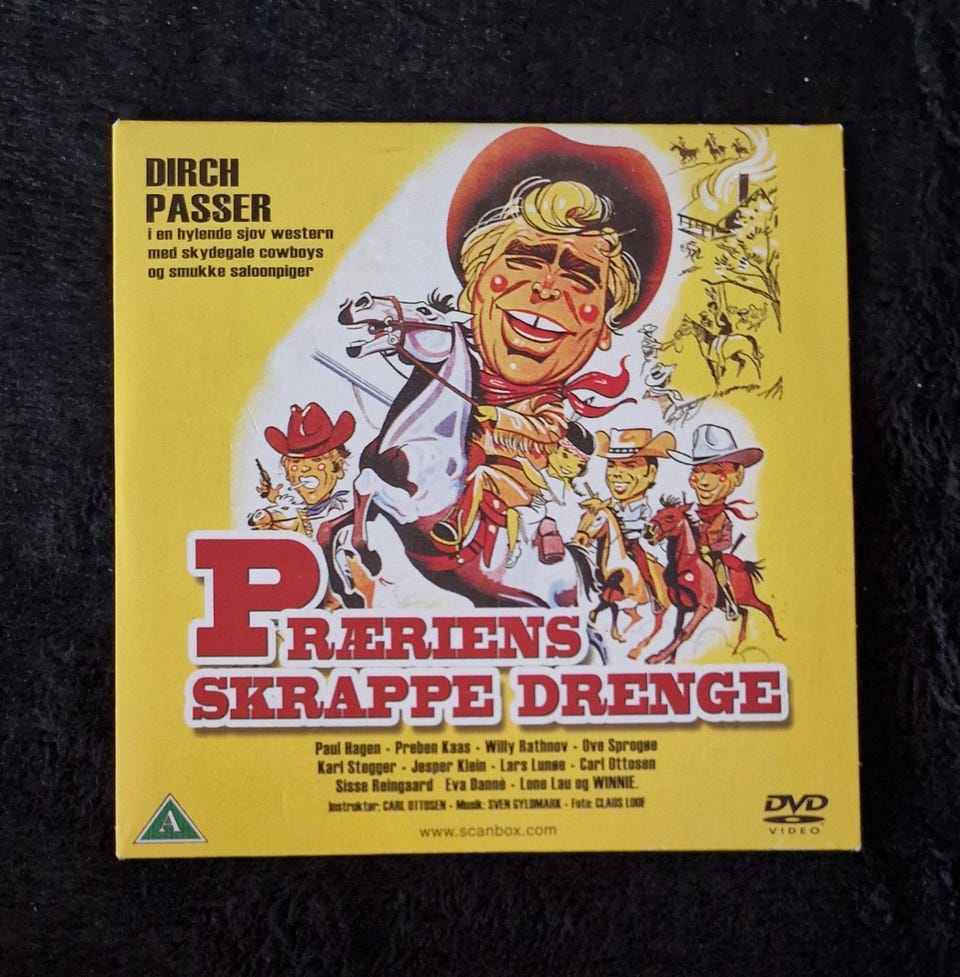 DIRCH
PASSER
i en hylende sjov western
med skydegale cowboys
og smukke saloonpiger
PRÆRIENS
SKRAPPE DRENGE
Paul Hagen - Preben Kaas - Willy Rathnov - Ove Sprogøe
Karl Stegger - Jesper Klein - Lars Lunøe - Carl Ottosen
Sisse Reingaard Eva Danné - Lone Lau og WINNIE.
Instruktør: CARL OTTOSEN - Musik: SVEN GYLDMARK - Foto: CLAUS LOOF
www.scanbox.com
A
DVD
VIDEO